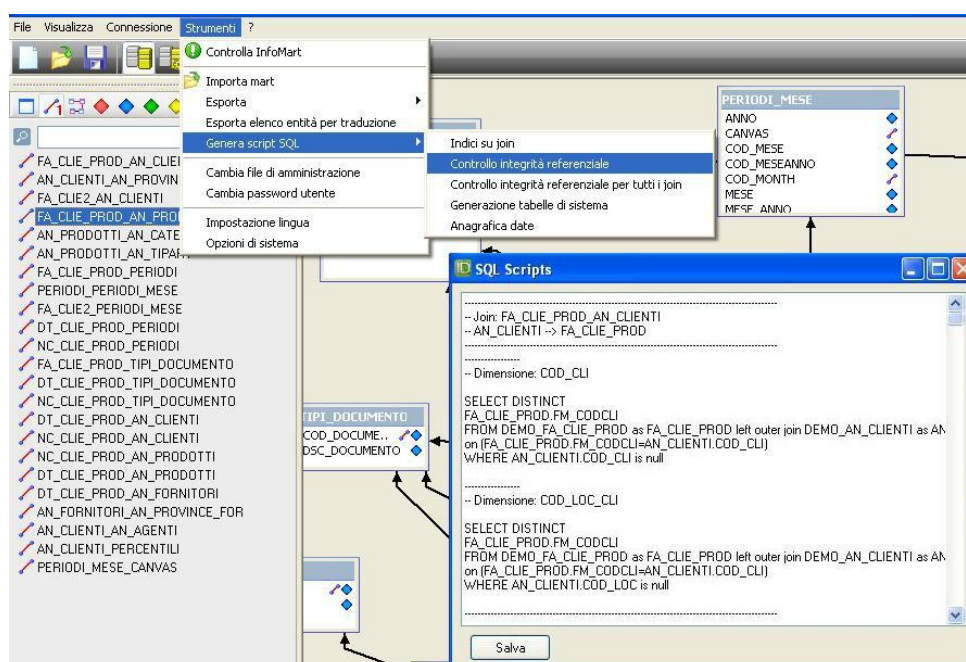 File Visualizza Connessione Strumenti ?
Controlla InfoMart
Importa mart
Esporta
Esporta elenco entità per traduzione
Genera script SQL
Cambia file di amministrazione
Cambia password utente
Impostazione lingua
Opzioni di sistema
Indici su join
Controllo integrità referenziale
Controllo integrità referenziale per tutti i join
Generazione tabelle di sistema
Anagrafica date
FA_CLIE_PROD_AN_CLIE
AN_CLIENTI_AN_PROVIN
FA_CLIE2_AN_CLIENTI
FA_CLIE_PROD_AN_PRO
AN_PRODOTTI_AN_CATE
AN_PRODOTTI_AN_TIPA
FA_CLIE_PROD_PERIODI
PERIODI_PERIODI_MESE
FA_CLIE2_PERIODI_MESE
DT_CLIE_PROD_PERIODI
NC_CLIE_PROD_PERIODI
FA_CLIE_PROD_TIPI_DOCUMENTO
DT_CLIE_PROD_TIPI_DOCUMENTO
NC_CLIE_PROD_TIPI_DOCUMENTO
DT_CLIE_PROD_AN_CLIENTI
NC_CLIE_PROD_AN_CLIENTI
NC_CLIE_PROD_AN_PRODOTTI
DT_CLIE_PROD_AN_PRODOTTI
DT_CLIE_PROD_AN_FORNITORI
AN_FORNITORI_AN_PROVINCE_FOR
AN_CLIENTI_AN_AGENTI
AN_CLIENTI_PERCENTILI
PERIODI_MESE_CANVAS
PERIODI_MESE
ANNO
CANVAS
COD_MESE
COD_MESEANNO
COD_MONTH
MESE
MESE_ANNO
TIPI_DOCUMENTO
COD_DOCUME..
DSC_DOCUMENTO
SQL Scripts
-- Join: FA_CLIE_PROD_AN_CLIENTI
-- AN_CLIENTI --> FA_CLIE_PROD
-- Dimensione: COD_CLI
SELECT DISTINCT
FA_CLIE_PROD.FM_CODCLI
FROM DEMO_FA_CLIE_PROD as FA_CLIE_PROD left outer join DEMO_AN_CLIENTI as AN
on (FA_CLIE_PROD.FM_CODCLI=AN_CLIENTI.COD_CLI)
WHERE AN_CLIENTI.COD_CLI is null
-- Dimensione: COD_LOC_CLI
SELECT DISTINCT
FA_CLIE_PROD.FM_CODCLI
FROM DEMO_FA_CLIE_PROD as FA_CLIE_PROD left outer join DEMO_AN_CLIENTI as AN
on (FA_CLIE_PROD.FM_CODCLI=AN_CLIENTI.COD_CLI)
WHERE AN_CLIENTI.COD_LOC is null
Salva